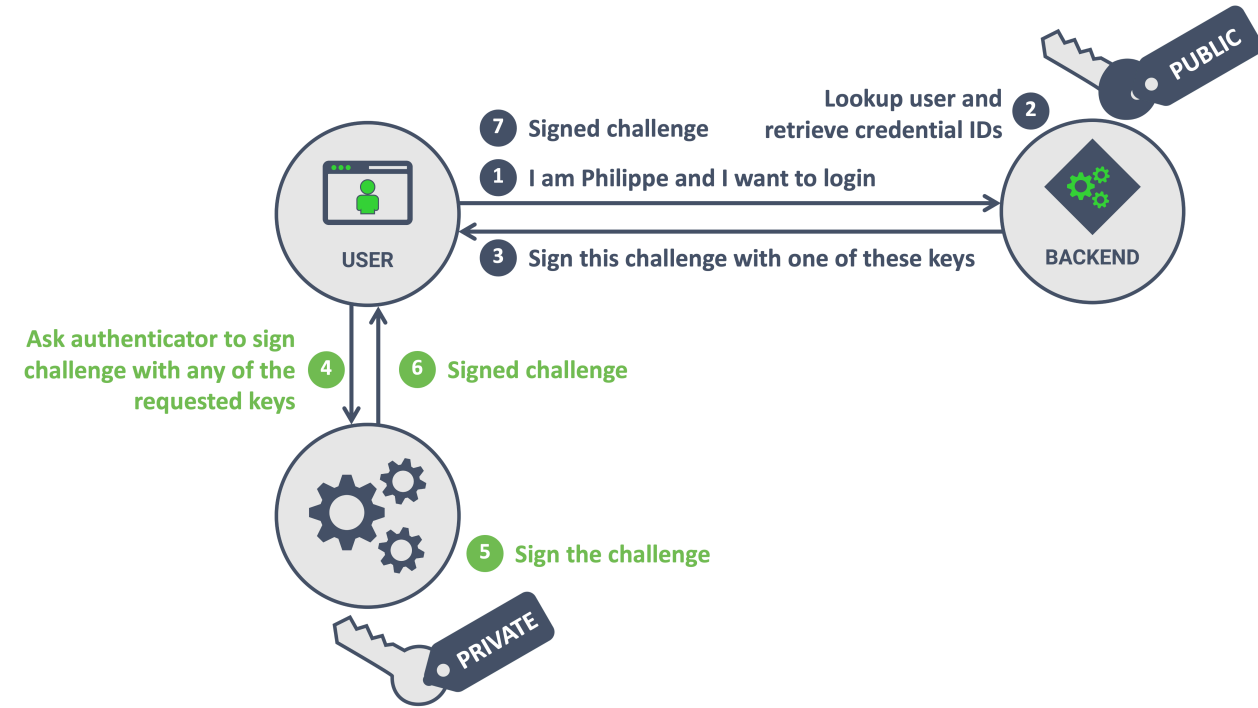 PUBLIC
Lookup user and
retrieve credential IDs
2
7 Signed challenge
1 I am Philippe and I want to login
USER
BACKEND
3 Sign this challenge with one of these keys
Ask authenticator to sign
challenge with any of the
requested keys
4
6 Signed challenge
5 Sign the challenge
PRIVATE